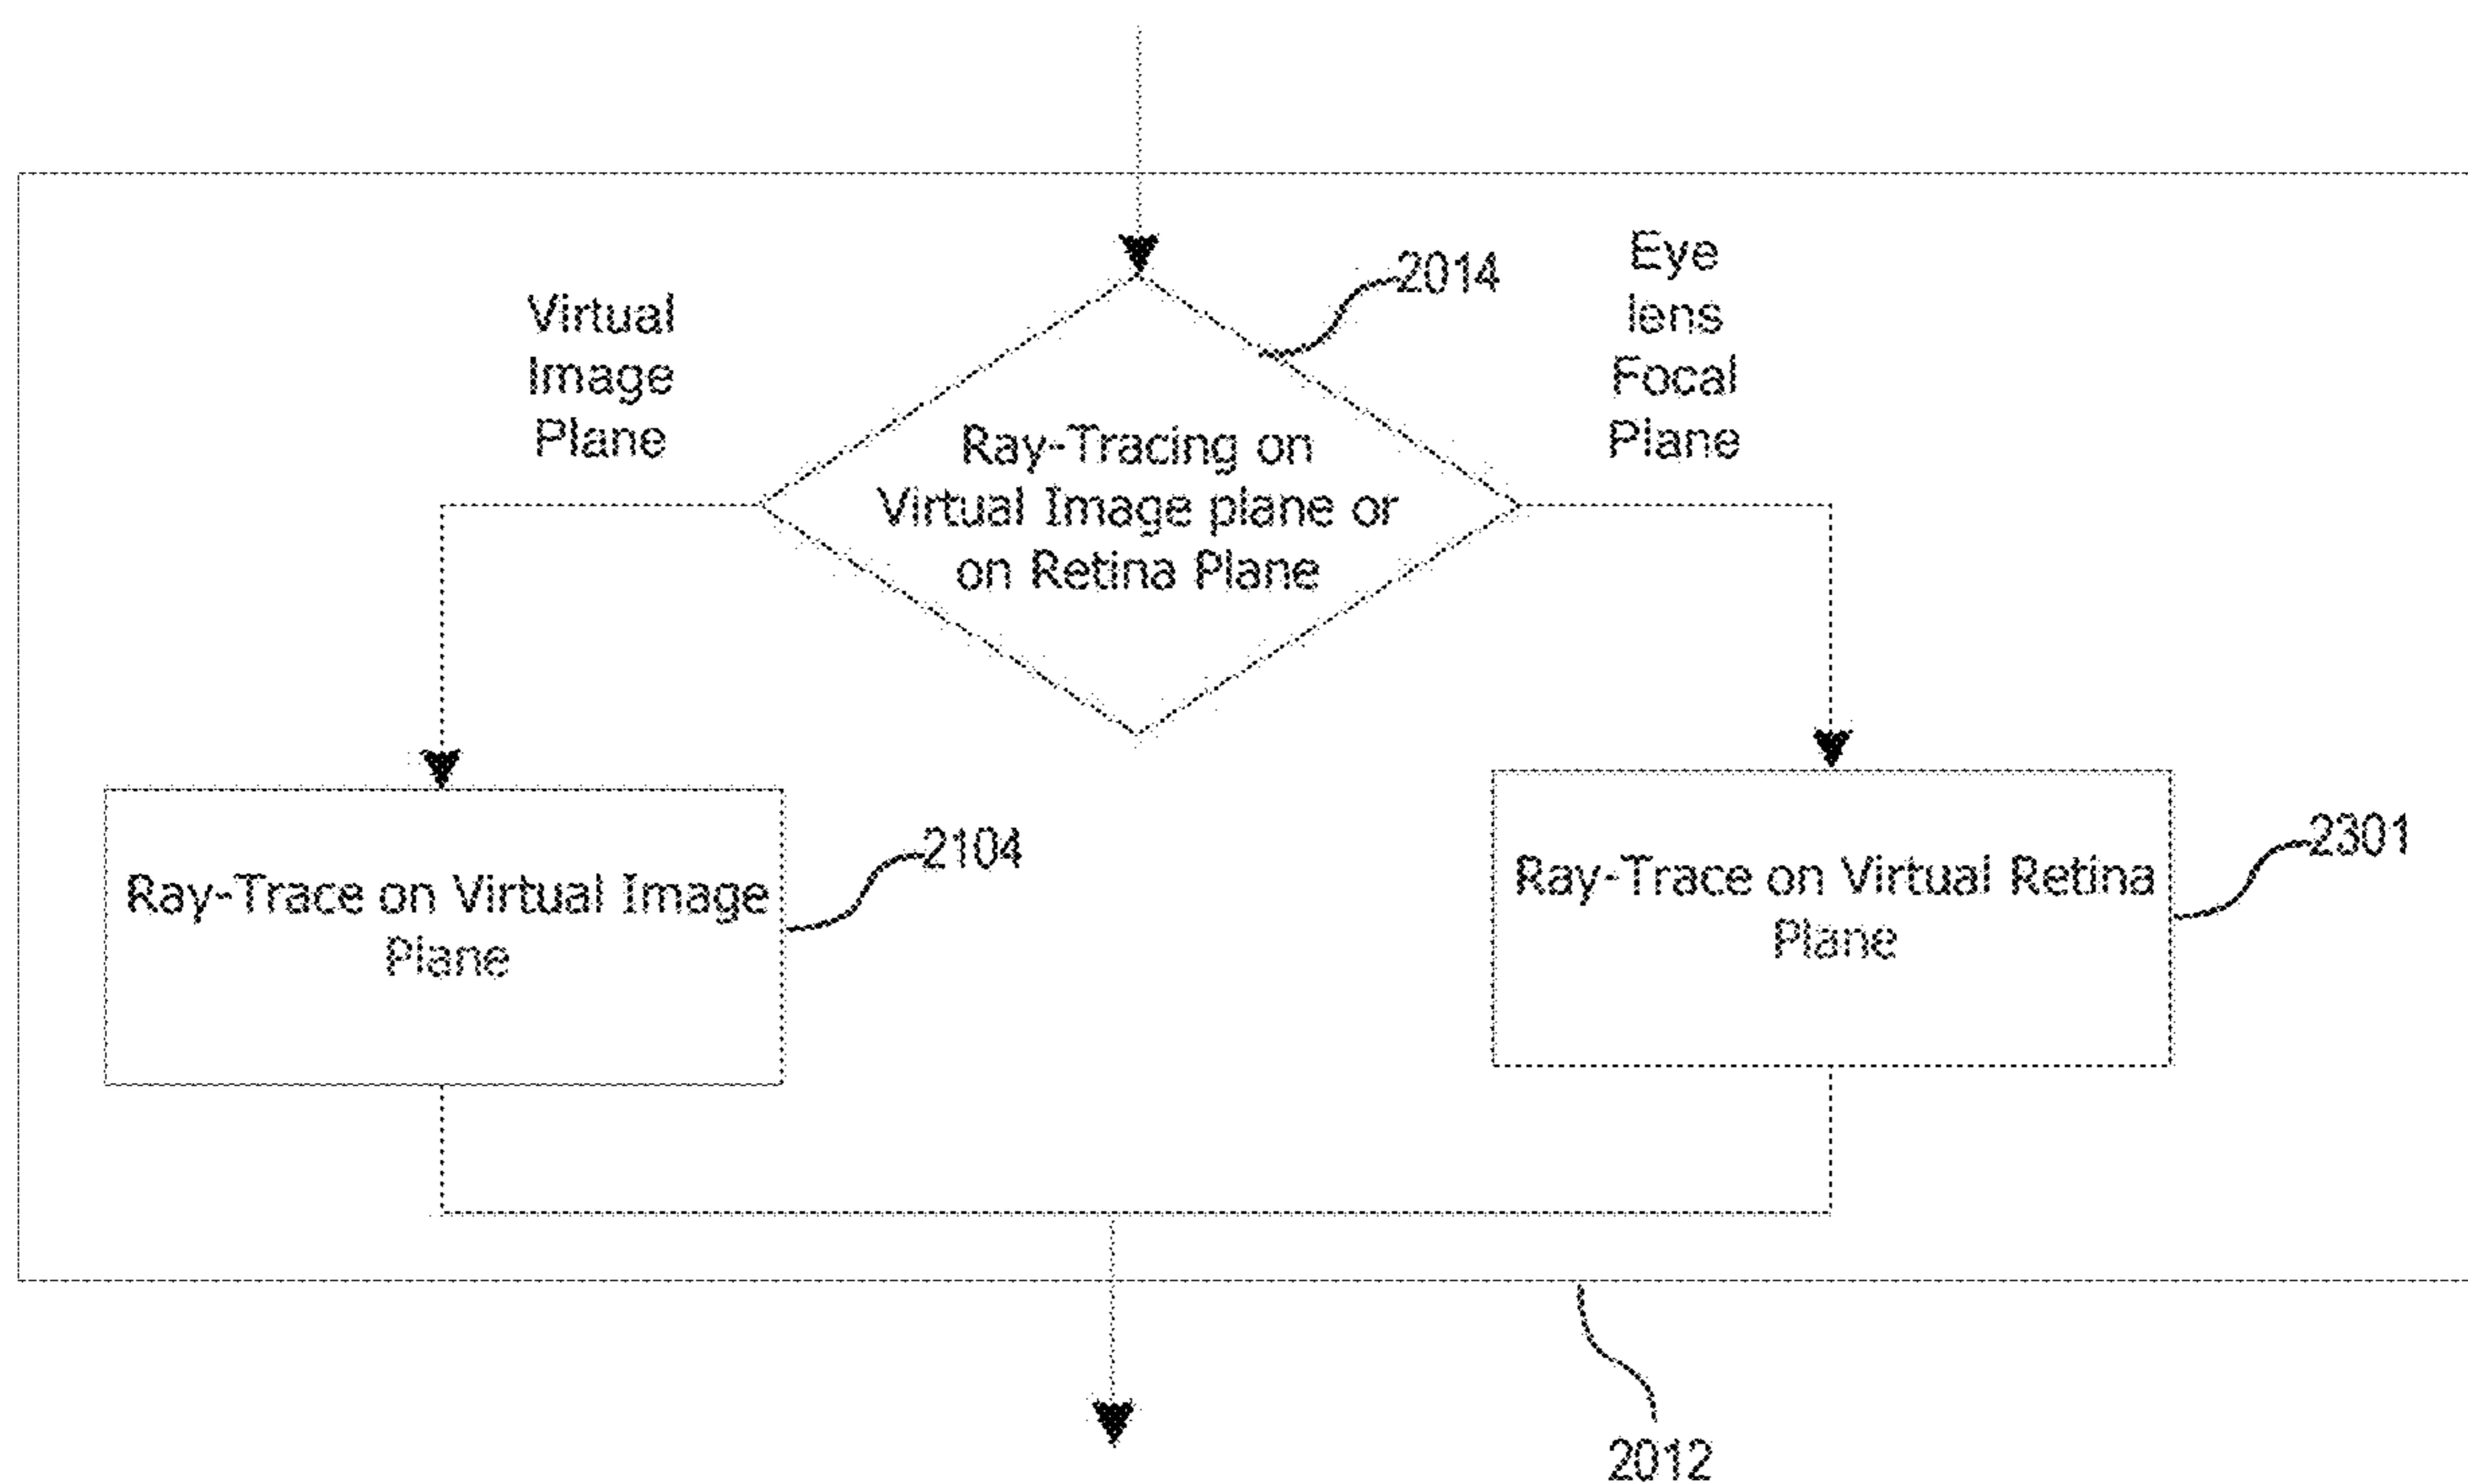 2014
Virtual
Image
Plane
Eye
lens
Focal
Plane
Ray-Tracing on
Virtual Image plane or
on Retina Plane
2104
Ray-Trace on Virtual Image
Plane
2301
Ray-Trace on Virtual Retina
Plane
2012